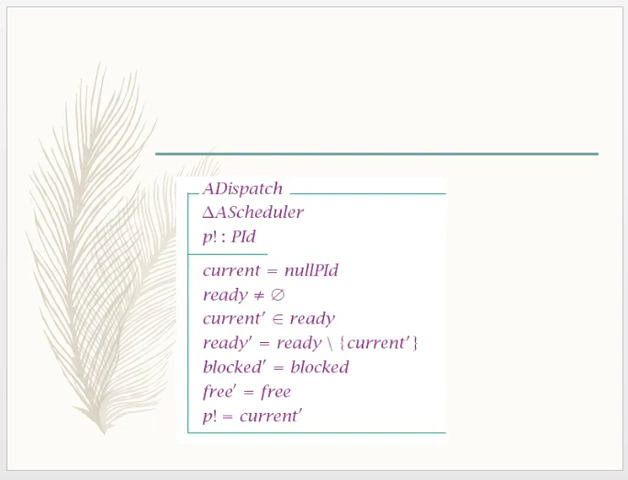 ADispatch
ΔAScheduler
p! : PId
current = nullPId
ready ≠ ∅
current′ ∈ ready
ready′ = ready \ {current′}
blocked′ = blocked
free′ = free
p! = current′